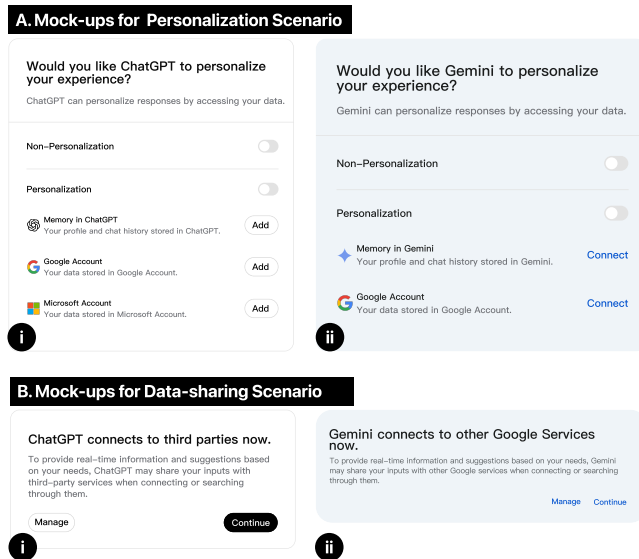 A. Mock-ups for Personalization Scenario
Would you like ChatGPT to personalize
your experience?
ChatGPT can personalize responses by accessing your data.
Non-Personalization
Personalization
Memory in ChatGPT
Your profile and chat history stored in ChatGPT.
Add
Google Account
Your data stored in Google Account.
Add
Microsoft Account
Your data stored in Microsoft Account.
Add
i
Would you like Gemini to personalize
your experience?
Gemini can personalize responses by accessing your data.
Non-Personalization
Personalization
Memory in Gemini
Your profile and chat history stored in Gemini.
Connect
Google Account
Your data stored in Google Account.
Connect
ii
B. Mock-ups for Data-sharing Scenario
ChatGPT connects to third parties now.
To provide real-time information and suggestions based
on your needs, ChatGPT may share your inputs with
third-party services when connecting or searching
through them.
Manage
Continue
i
Gemini connects to other Google Services
now.
To provide real-time information and suggestions based on your needs, Gemini
may share your inputs with other Google services when connecting or searching
through them.
Manage
Continue
ii